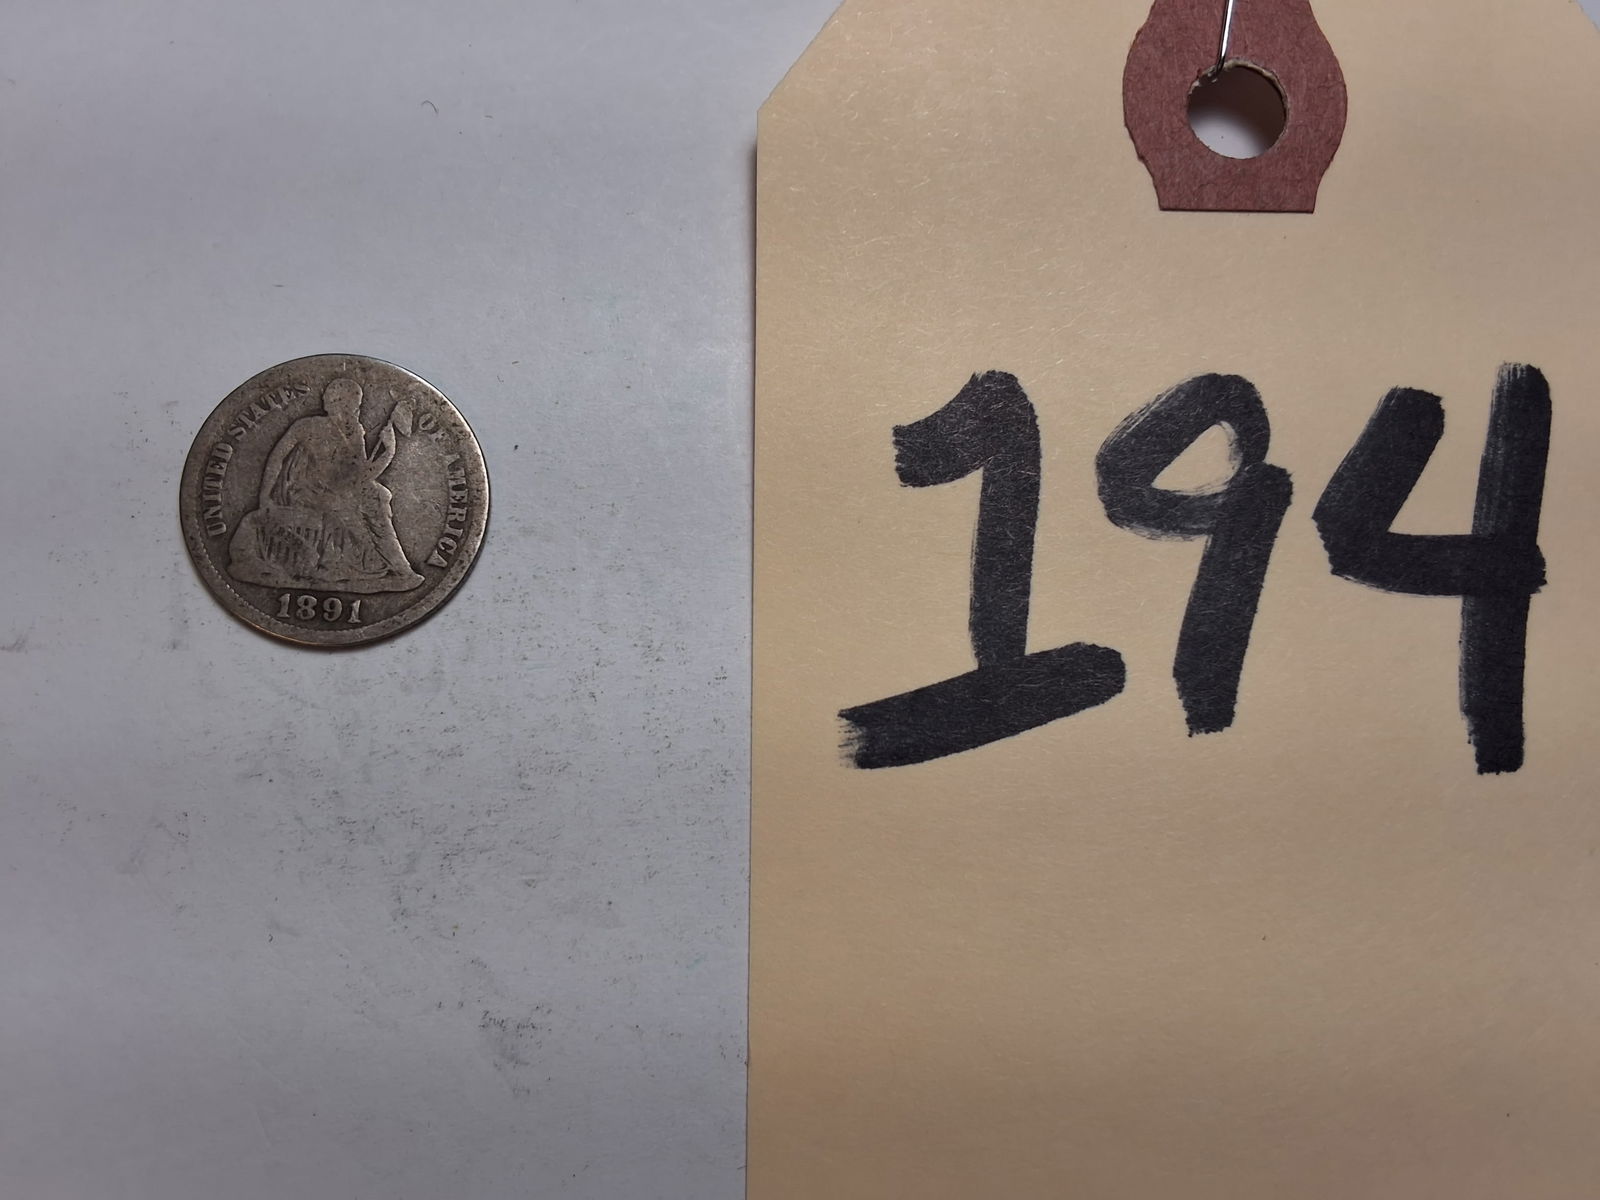 UNITED STATES OF AMERICA
1891
194